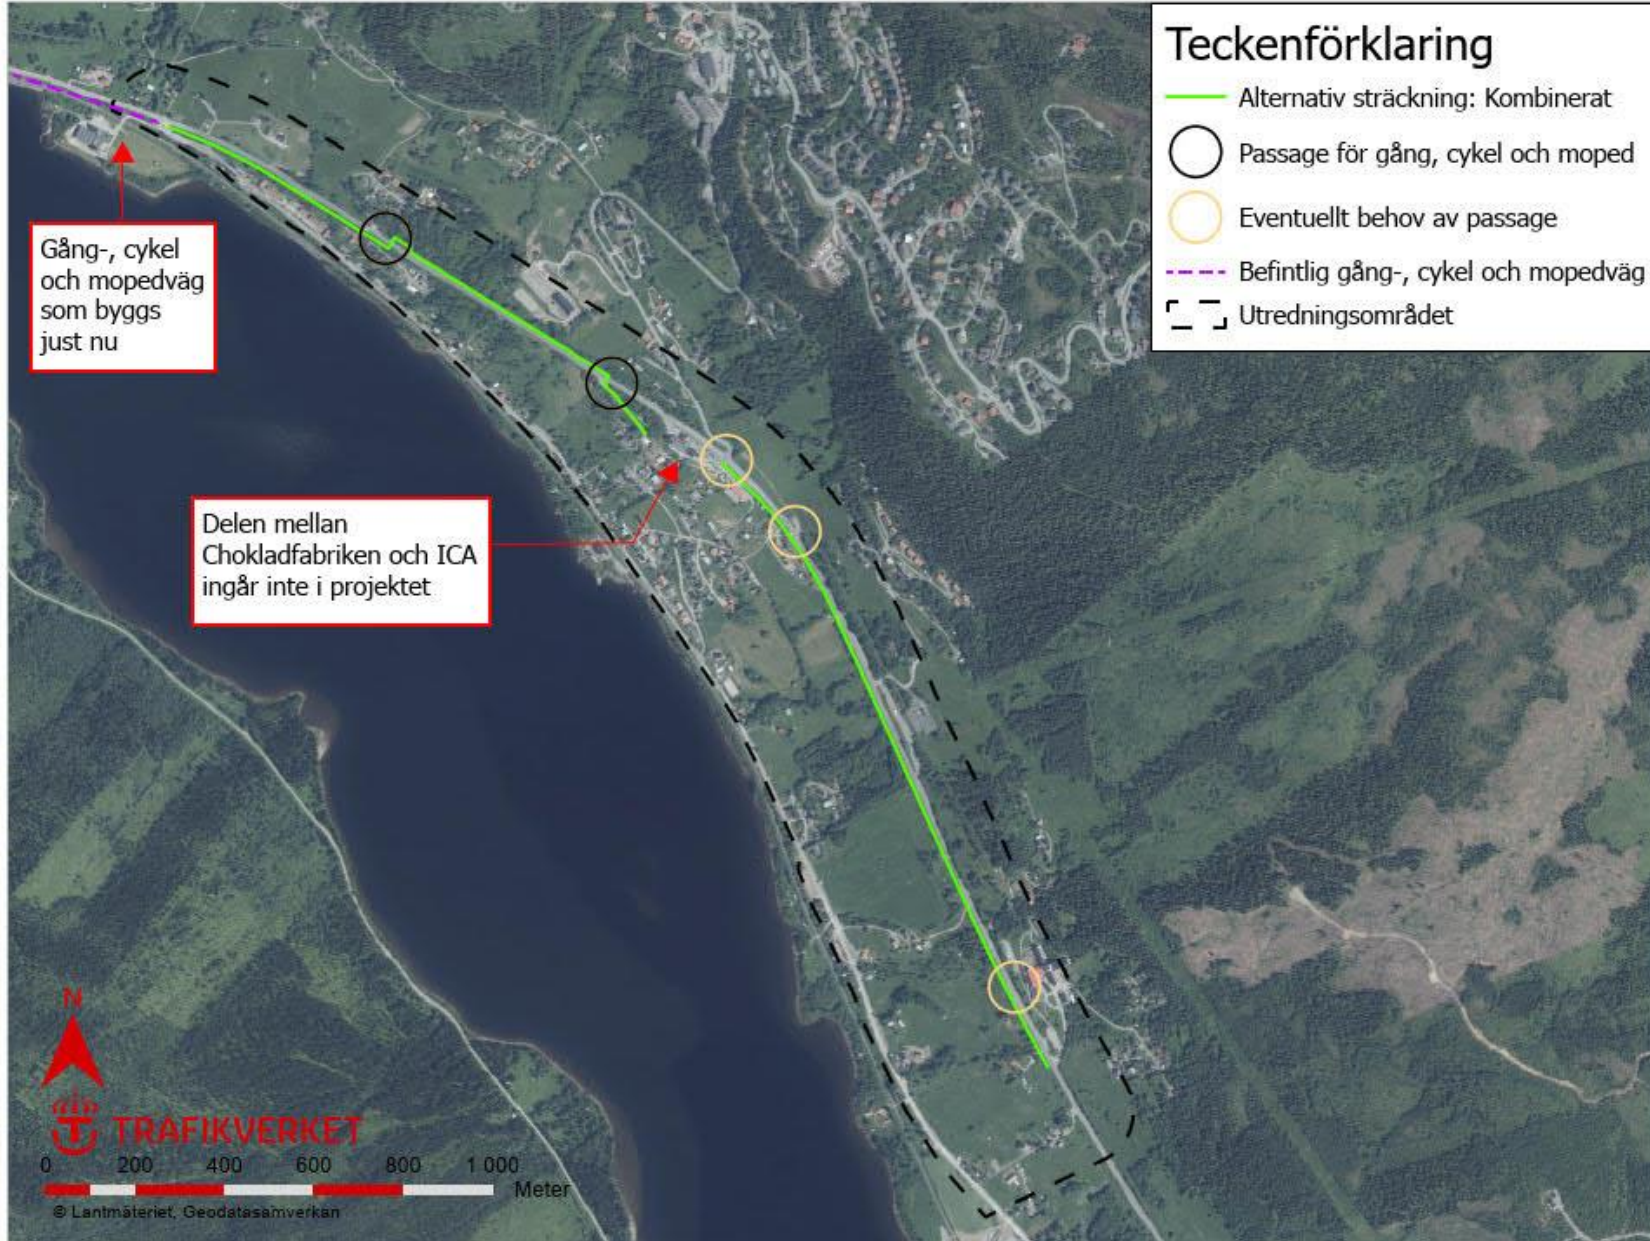 Teckenförklaring
Alternativ sträckning: Kombinerat
Passage för gång, cykel och moped
Eventuellt behov av passage
Befintlig gång-, cykel och mopedväg
Utredningsområdet
Gång-, cykel
och mopedväg
som byggs
just nu
Delen mellan
Chokladfabriken och ICA
ingår inte i projektet
N
TRAFIKVERKET
0 200 400 600 800 1 000
Meter
© Lantmäteriet, Geodatasamverkan